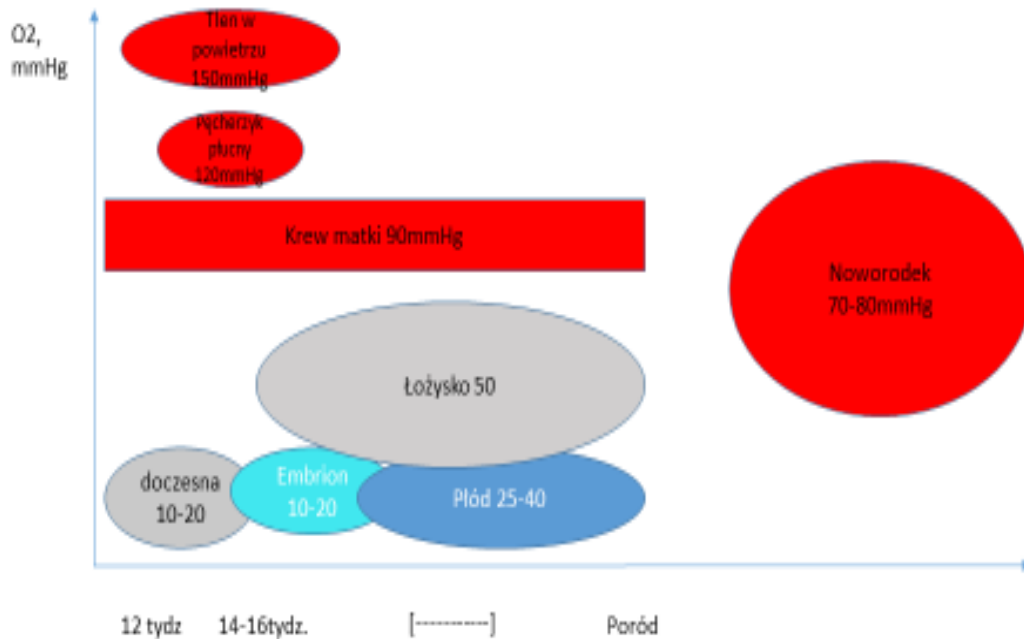 O2,
mmHg
Tlen w
powietrzu
150mmHg
Pęcherzyk
płucny
120mmHg
Krew matki 90mmHg
Noworodek
70-80mmHg
Łożysko 50
doczesna
10-20
Embrion
10-20
Płód 25-40
12 tydz
14-16tydz.
[-----------]
Poród